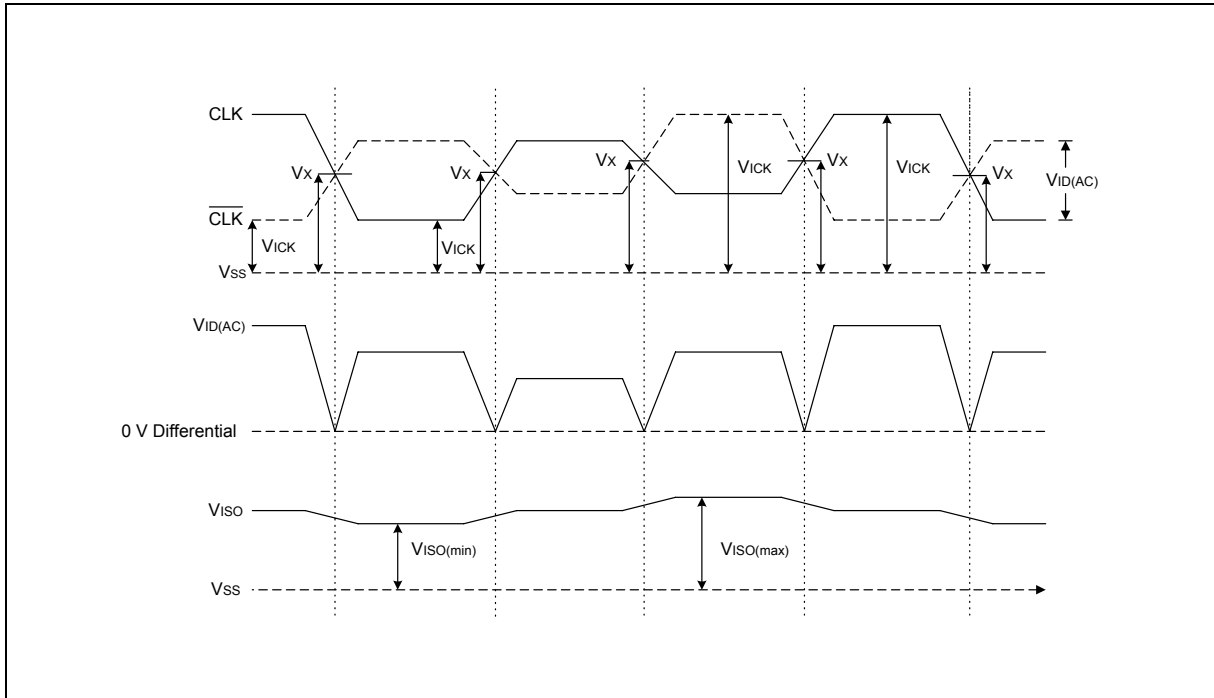 CLK
VX
VX
VX
VICK
VX
VICK
VX
VID(AC)
CLK
VICK
VICK
VSS
VID(AC)
0 V Differential
VISO
VISO(min)
VISO(max)
VSS